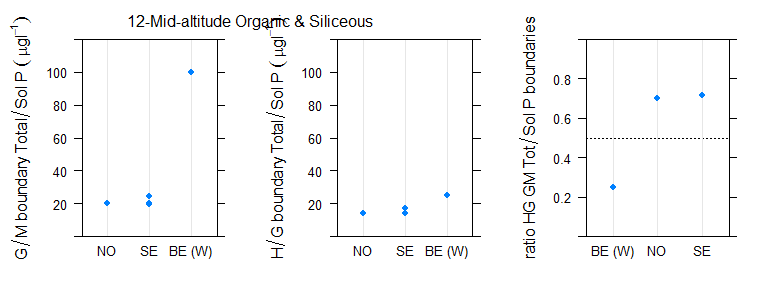 12-Mid-altitude Organic & Siliceous
G/M boundary Total/Sol P ( μgl⁻¹)
100
80
60
40
20
NO SE BE (W)
H/G boundary Total/Sol P ( μgl⁻¹)
100
80
60
40
20
NO SE BE (W)
ratio HG GM Tot/Sol P boundaries
0.8
0.6
0.4
0.2
BE (W) NO SE